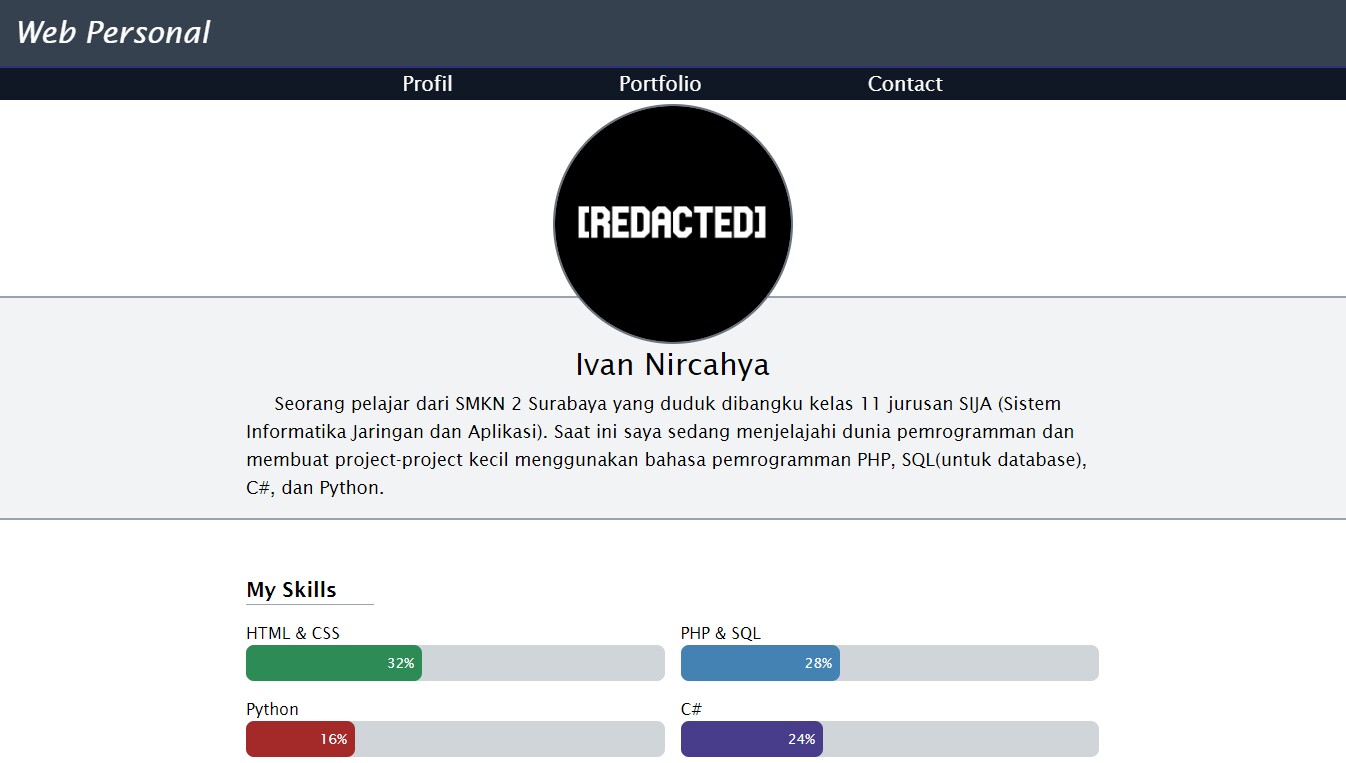 Web Personal
Profil Portfolio Contact
[REDACTED]
Ivan Nircahya
Seorang pelajar dari SMKN 2 Surabaya yang duduk dibangku kelas 11 jurusan SIJA (Sistem
Informatika Jaringan dan Aplikasi). Saat ini saya sedang menjelajahi dunia pemrogramman dan
membuat project-project kecil menggunakan bahasa pemrogramman PHP, SQL(untuk database),
C#, dan Python.
My Skills
HTML & CSS
32%
PHP & SQL
28%
Python
16%
C#
24%